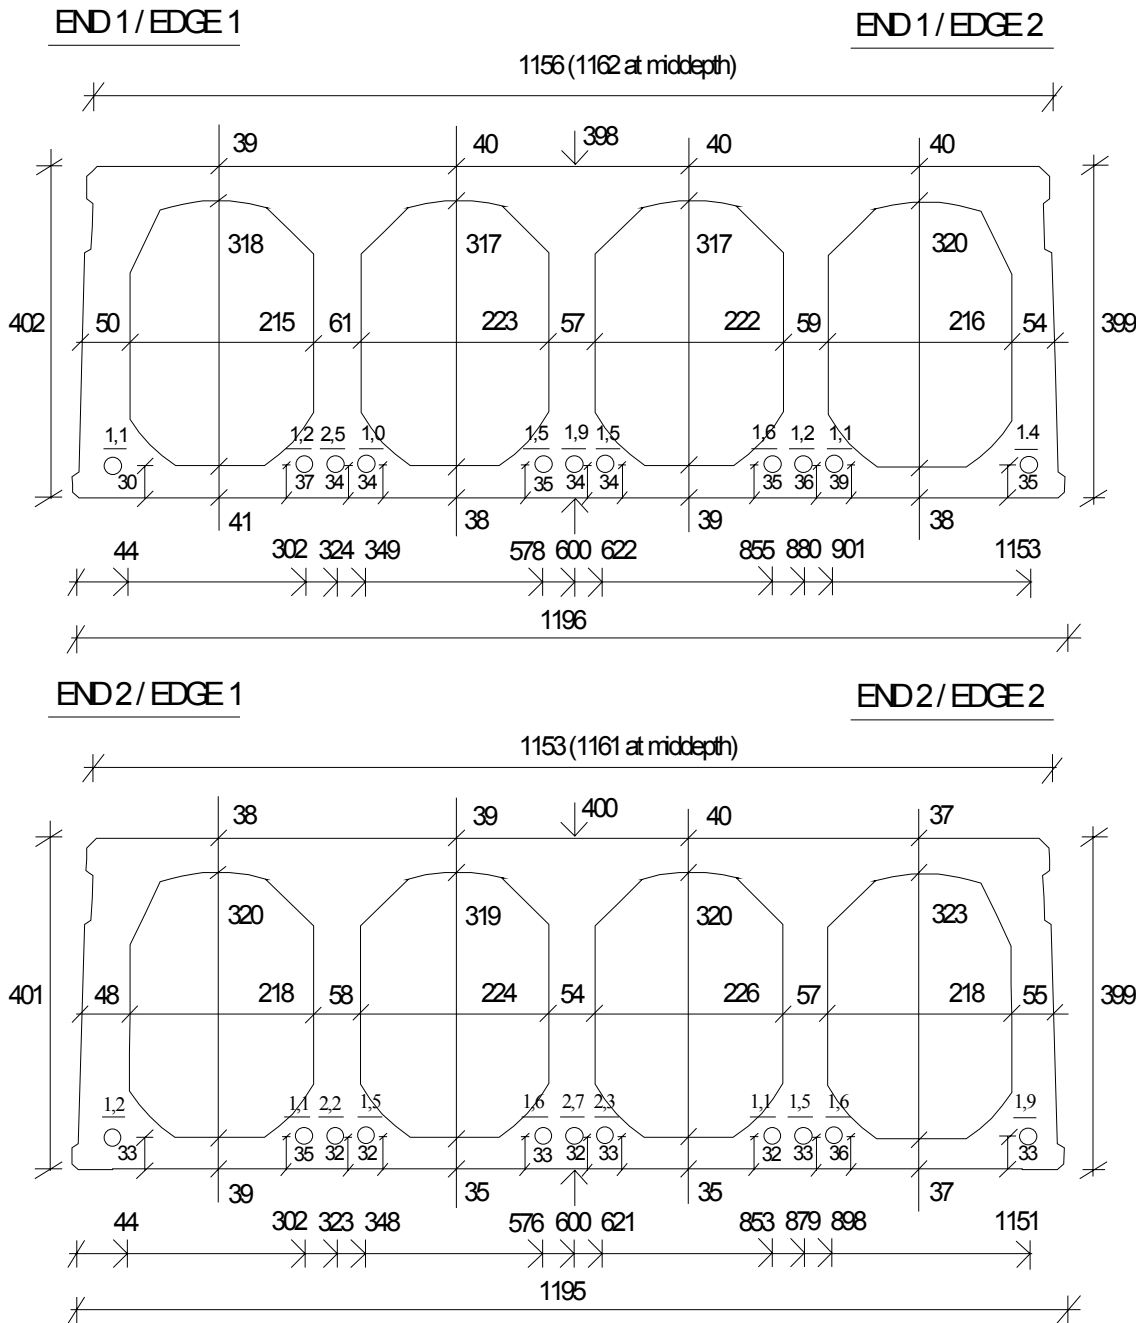 END 1 / EDGE 1 END 1 / EDGE 2
1156 (1162 at middepth)
39 40 398 40 40
318 317 317 320
402 50 215 61 223 57 222 59 216 54 399
1,1 1,2 2,5 1,0 1,5 1,9 1,5 1.6 1,2 1,1 1.4
30 37 34 34 35 34 34 35 36 39 35
41 38 39 38
44 302 324 349 578 600 622 855 880 901 1153
1196
END 2 / EDGE 1 END 2 / EDGE 2
1153 (1161 at middepth)
38 39 400 40 37
320 319 320 323
401 48 218 58 224 54 226 57 218 55 399
1,2 1,1 2,2 1,5 1,6 2,7 2,3 1,1 1,5 1,6 1,9
33 35 32 32 33 32 33 32 33 36 33
39 35 35 37
44 302 323 348 576 600 621 853 879 898 1151
1195